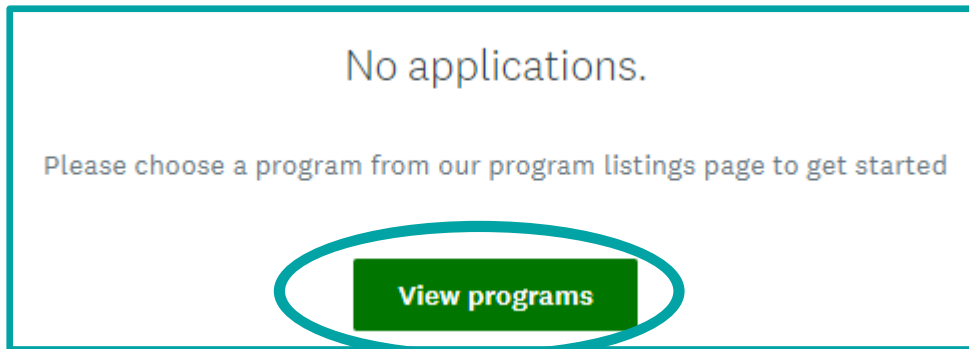 No applications.
Please choose a program from our program listings page to get started
View programs